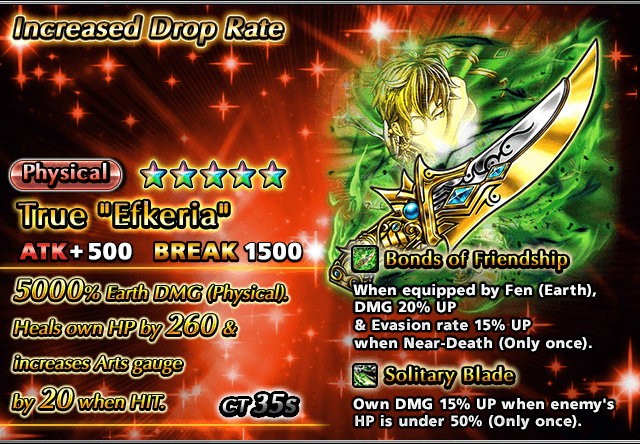 Increased Drop Rate
Physical
True "Efkeria"
ATK+500 BREAK 1500
5000% Earth DMG (Physical).
Heals own HP by 260 &
increases Arts gauge
by 20 when HIT.
CT 35s
Bonds of Friendship
When equipped by Fen (Earth),
DMG 20% UP
& Evasion rate 15% UP
when Near-Death (Only once).
Solitary Blade
Own DMG 15% UP when enemy's
HP is under 50% (Only once).